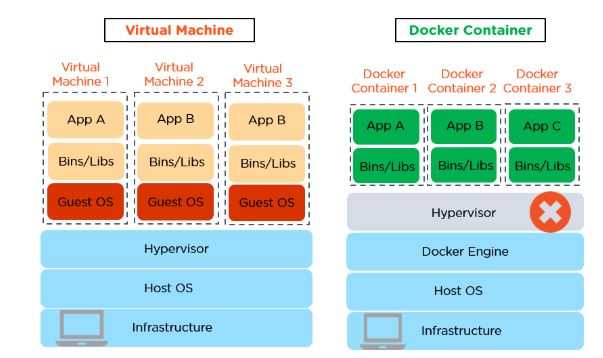 Virtual Machine
Virtual
Machine 1
Virtual
Machine 2
Virtual
Machine 3
App A
App B
App B
Bins/Libs
Bins/Libs
Bins/Libs
Guest OS
Guest OS
Guest OS
Hypervisor
Host OS
Infrastructure
Docker Container
Docker
Container 1
Docker
Container 2
Docker
Container 3
App A
App B
App C
Bins/Libs
Bins/Libs
Bins/Libs
Hypervisor
Docker Engine
Host OS
Infrastructure